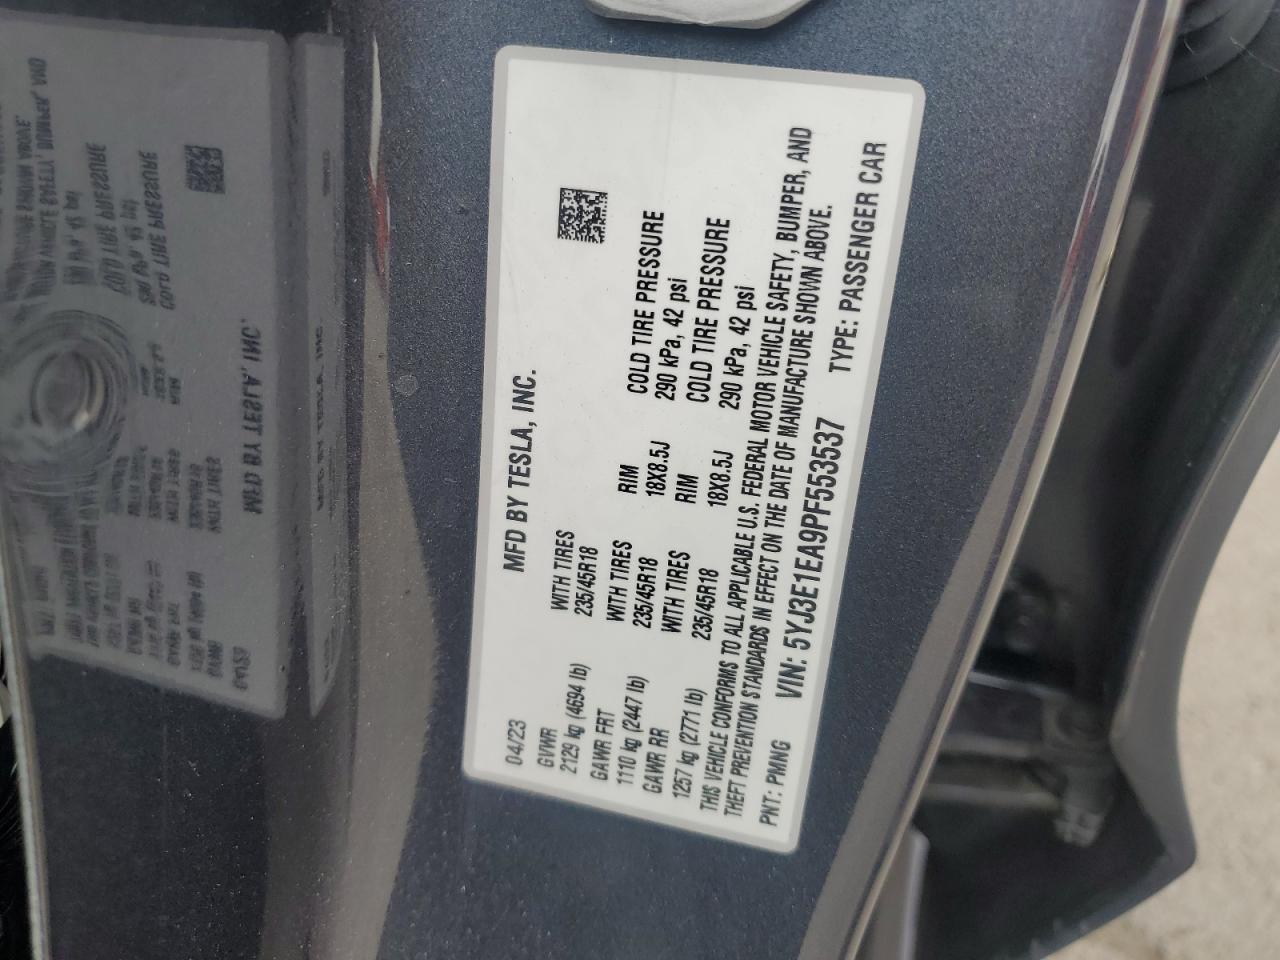 04/23 MFD BY TESLA, INC.
GVWR WITH TIRES RIM COLD TIRE PRESSURE
2129 kg (4694 lb) 235/45R18 18X8.5J 290 kPa, 42 psi
GAWR FRT WITH TIRES RIM COLD TIRE PRESSURE
1110 kg (2447 lb) 235/45R18 18X8.5J 290 kPa, 42 psi
GAWR RR WITH TIRES
1257 kg (2771 lb) 235/45R18
THIS VEHICLE CONFORMS TO ALL APPLICABLE U.S. FEDERAL MOTOR VEHICLE SAFETY, BUMPER, AND
THEFT PREVENTION STANDARDS IN EFFECT ON THE DATE OF MANUFACTURE SHOWN ABOVE.
PNT: PMNG VIN: 5YJ3E1EA9PF553537 TYPE: PASSENGER CAR